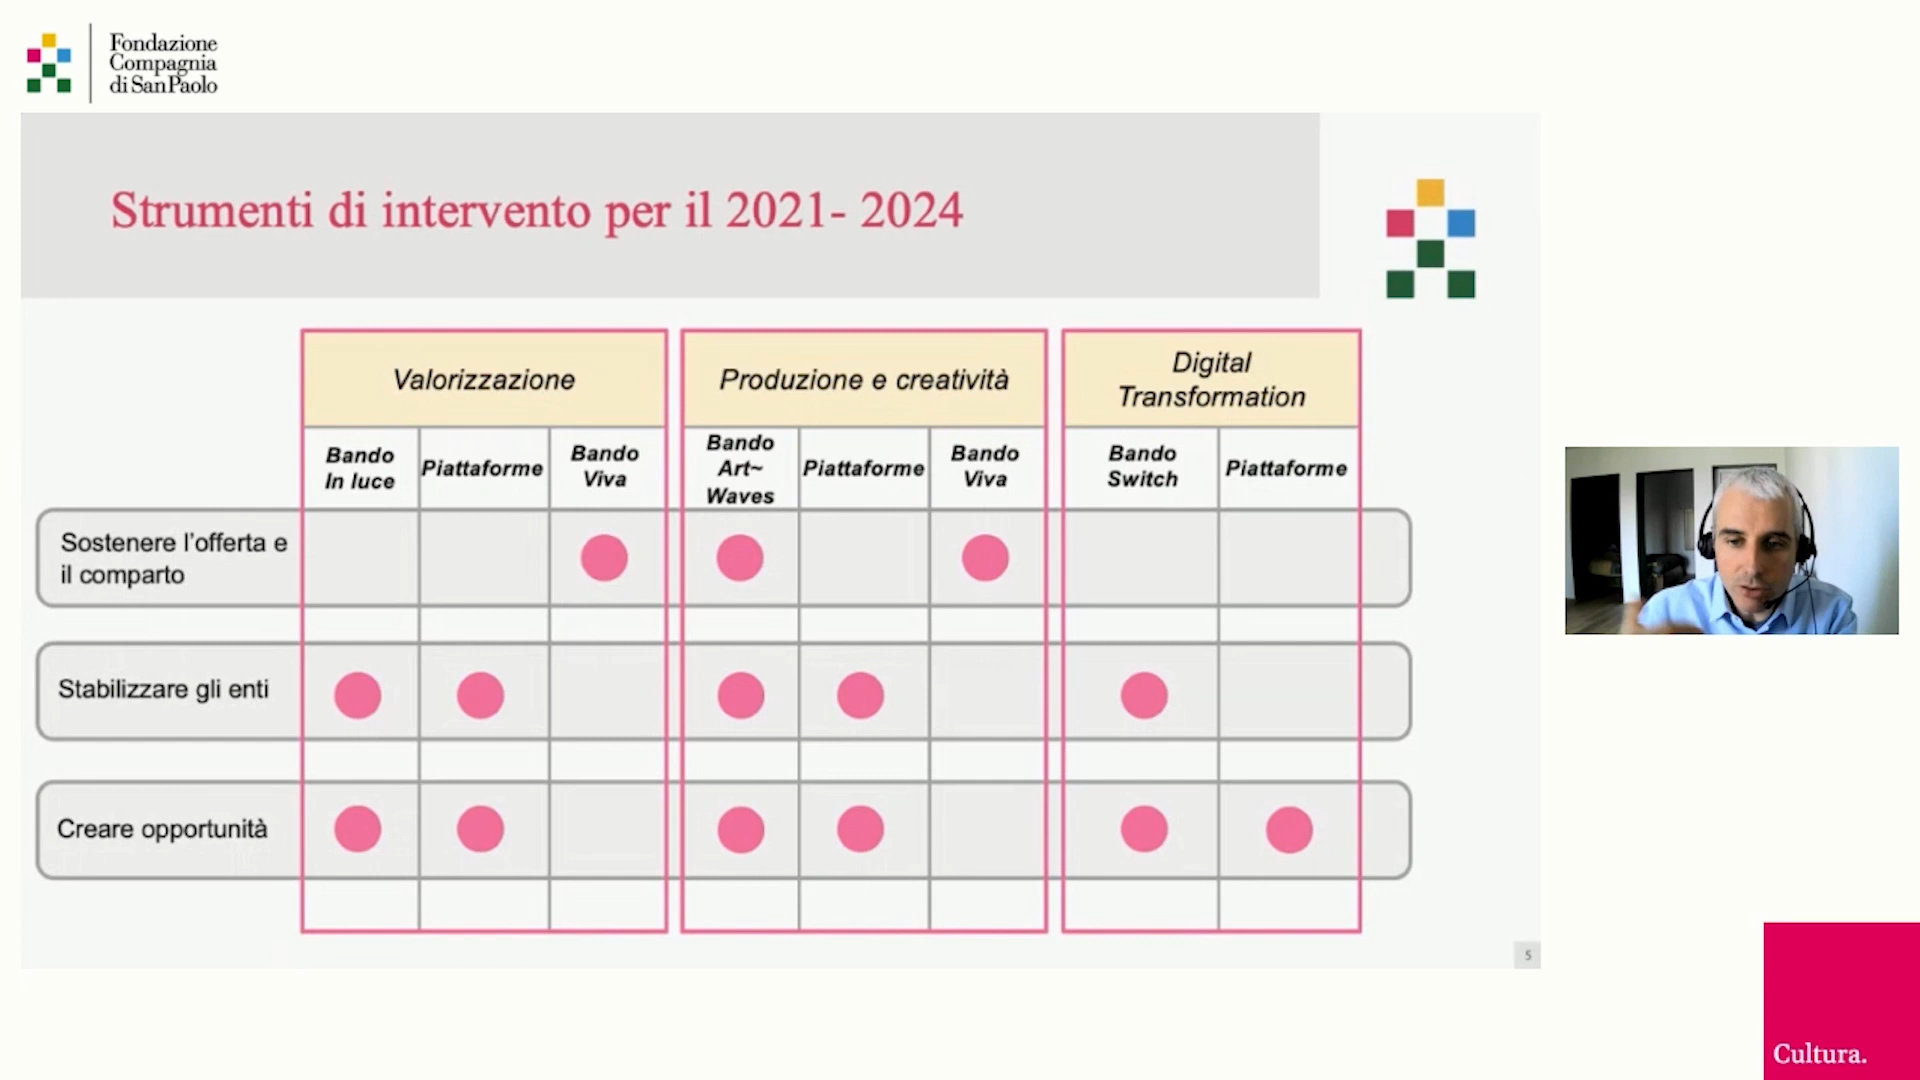 Fondazione
Compagnia
di San Paolo
Strumenti di intervento per il 2021- 2024
Valorizzazione
Produzione e creatività
Digital
Transformation
Bando
In luce
Piattaforme
Bando
Viva
Bando
Art~
Waves
Piattaforme
Bando
Viva
Bando
Switch
Piattaforme
Sostenere l'offerta e
il comparto
Stabilizzare gli enti
Creare opportunità
5
Cultura.